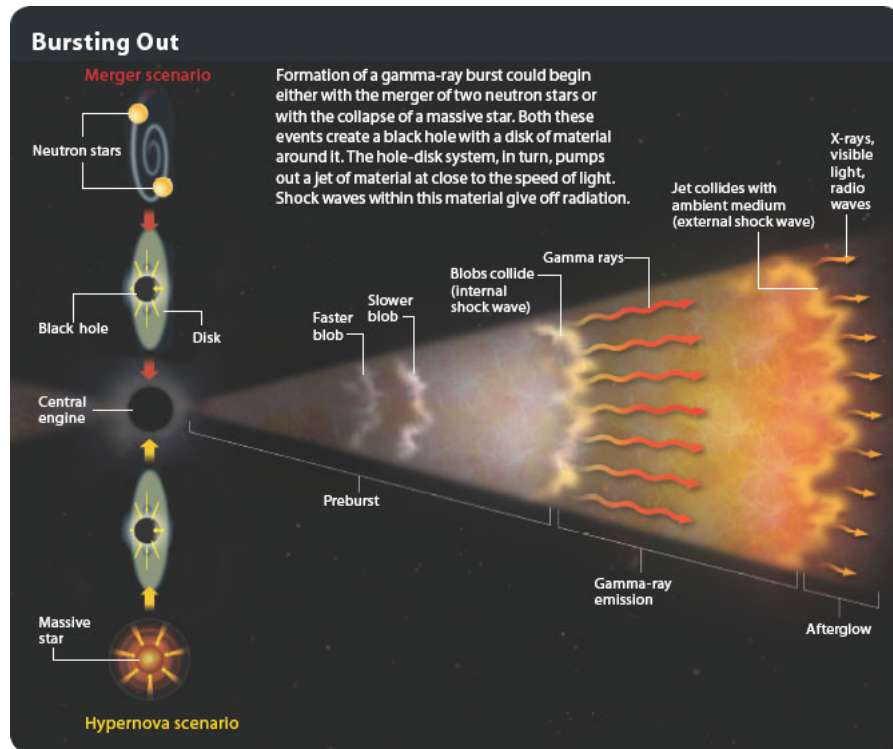 Bursting Out
Merger scenario
Formation of a gamma-ray burst could begin
either with the merger of two neutron stars or
with the collapse of a massive star. Both these
events create a black hole with a disk of material
around it. The hole-disk system, in turn, pumps
out a jet of material at close to the speed of light.
Shock waves within this material give off radiation.
Neutron stars
X-rays,
visible
light,
radio
waves
Jet collides with
ambient medium
(external shock wave)
Gamma rays
Blobs collide
(internal
shock wave)
Slower
blob
Faster
blob
Black hole
Disk
Central
engine
Preburst
Gamma-ray
emission
Afterglow
Massive
star
Hypernova scenario